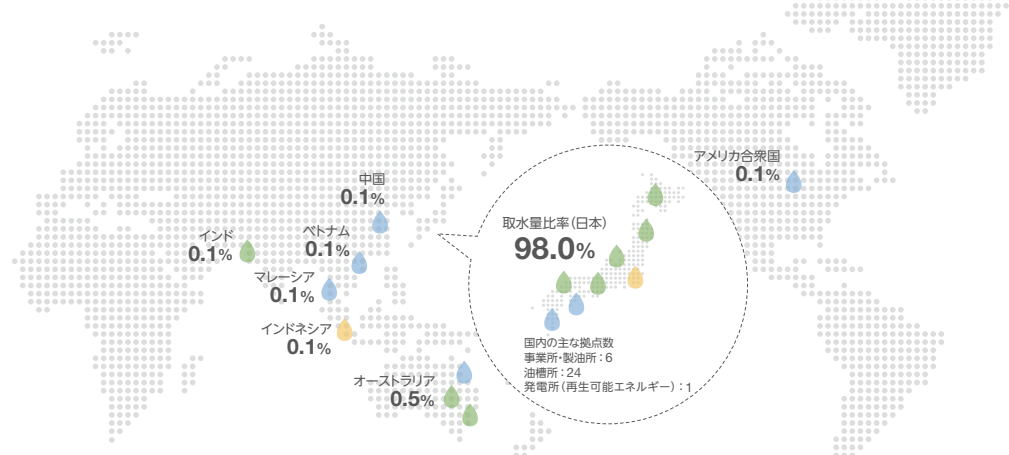 アメリカ合衆国
0.1%
中国
0.1%
インド
0.1%
ベトナム
0.1%
マレーシア
0.1%
インドネシア
0.1%
オーストラリア
0.5%
取水量比率（日本）
98.0%
国内の主な拠点数
事業所・製油所：6
油槽所：24
発電所（再生可能エネルギー）：1